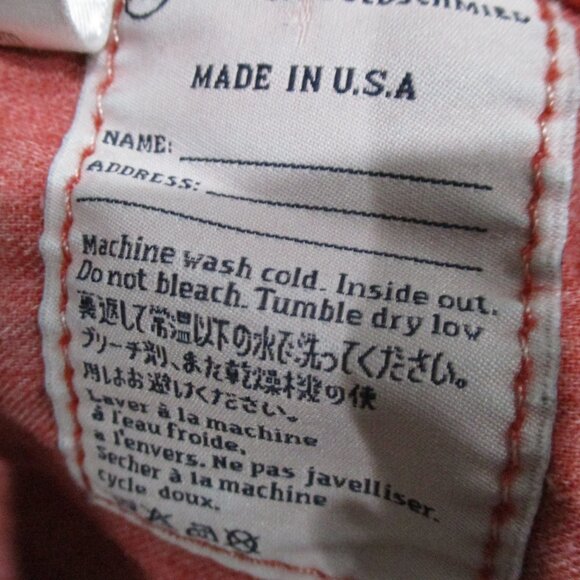 MADE IN U.S.A
NAME:
ADDRESS:
Machine wash cold. Inside out.
Do not bleach. Tumble dry low
裏返して常温以下の水で洗ってください。
ブリーチ剤、また乾燥機の使
用はお避けください。
Laver à la machine
à l'eau froide,
a l'envers. Ne pas javelliser.
Secher à la machine
cycle doux.